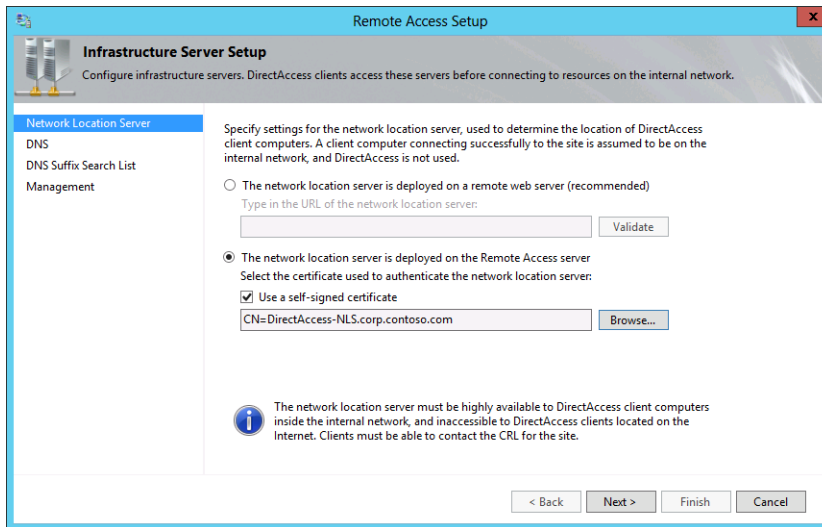 Remote Access Setup
x
Infrastructure Server Setup
Configure infrastructure servers. DirectAccess clients access these servers before connecting to resources on the internal network.
Network Location Server
DNS
DNS Suffix Search List
Management
Specify settings for the network location server, used to determine the location of DirectAccess
client computers. A client computer connecting successfully to the site is assumed to be on the
internal network, and DirectAccess is not used.
The network location server is deployed on a remote web server (recommended)
Type in the URL of the network location server:
Validate
The network location server is deployed on the Remote Access server
Select the certificate used to authenticate the network location server:
Use a self-signed certificate
CN=DirectAccess-NLS.corp.contoso.com
Browse...
The network location server must be highly available to DirectAccess client computers
inside the internal network, and inaccessible to DirectAccess clients located on the
Internet. Clients must be able to contact the CRL for the site.
< Back
Next >
Finish
Cancel